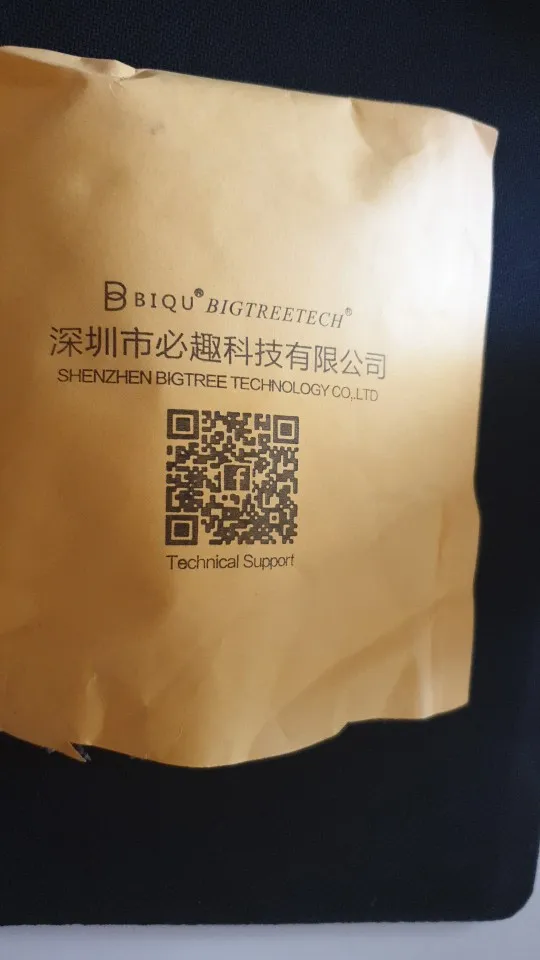 BIQU® BIGTREETECH®
深圳市必趣科技有限公司
SHENZHEN BIGTREE TECHNOLOGY CO,.LTD
Technical Support